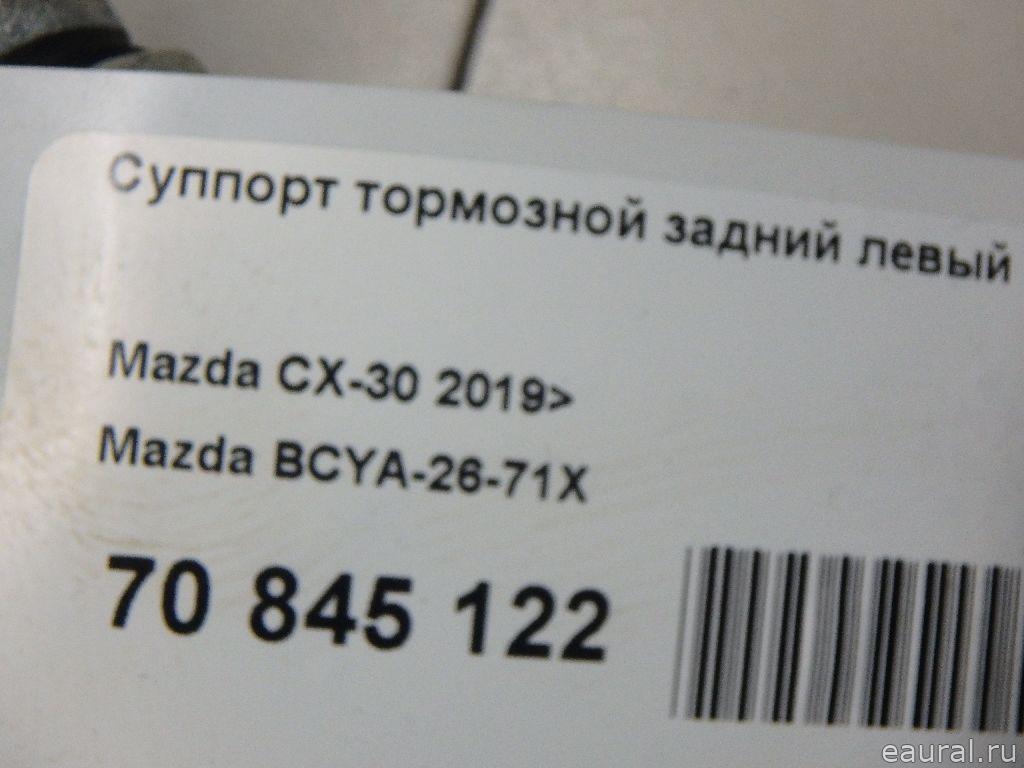 Суппорт тормозной задний левый
Mazda CX-30 2019>
Mazda BCYA-26-71X
70 845 122
eaural.ru